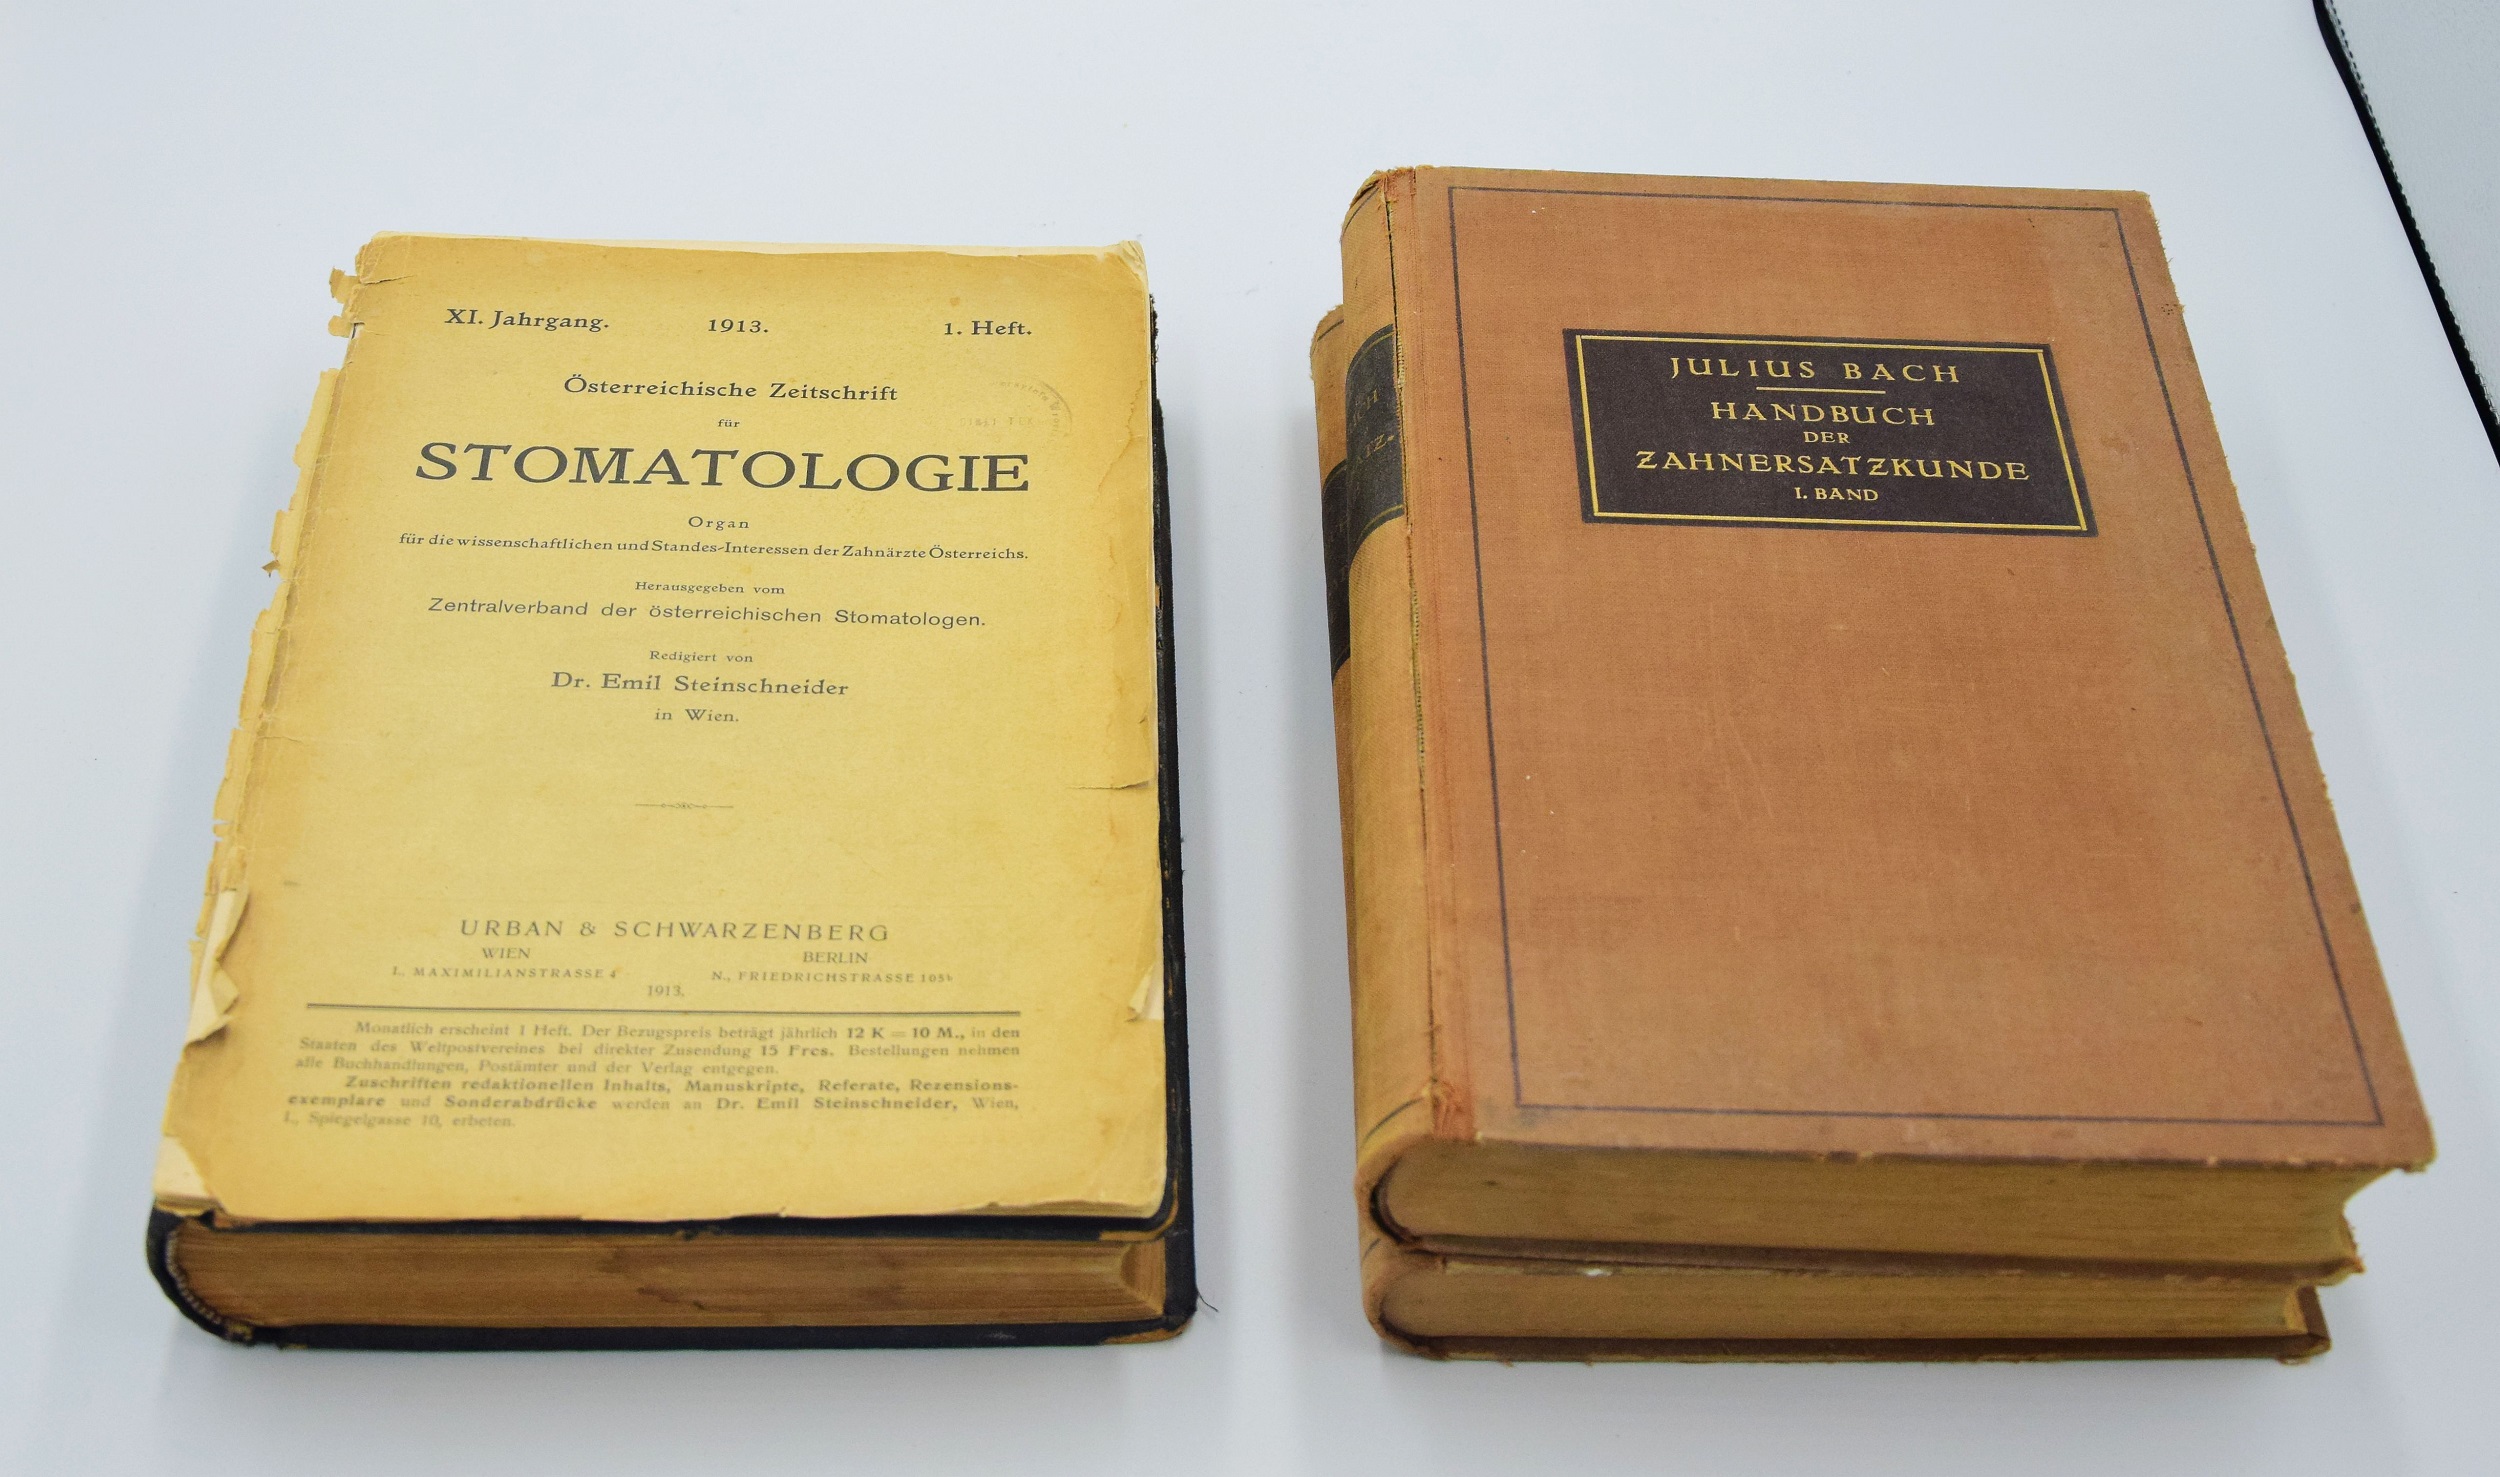 XI. Jahrgang. 1913. 1. Heft.
Österreichische Zeitschrift
für
STOMATOLOGIE
Organ
für die wissenschaftlichen und Standes-Interessen der Zahnärzte Österreichs.
Herausgegeben vom
Zentralverband der österreichischen Stomatologen.
Redigiert von
Dr. Emil Steinschneider
in Wien.
URBAN & SCHWARZENBERG
WIEN BERLIN
I., MAXIMILIANSTRASSE 4 N., FRIEDRICHSTRASSE 105b
1913.
Monatlich erscheint 1 Heft. Der Bezugspreis beträgt jährlich 12 K = 10 M., in den
Staaten des Weltpostvereines bei direkter Zusendung 15 Frcs. Bestellungen nehmen
alle Buchhandlungen, Postämter und der Verlag entgegen.
Zuschriften redaktionellen Inhalts, Manuskripte, Referate, Rezensions-
exemplare und Sonderabdrücke werden an Dr. Emil Steinschneider, Wien,
I., Spiegelgasse 10, erbeten.
JULIUS BACH
HANDBUCH
DER
ZAHNERSATZKUNDE
I. BAND